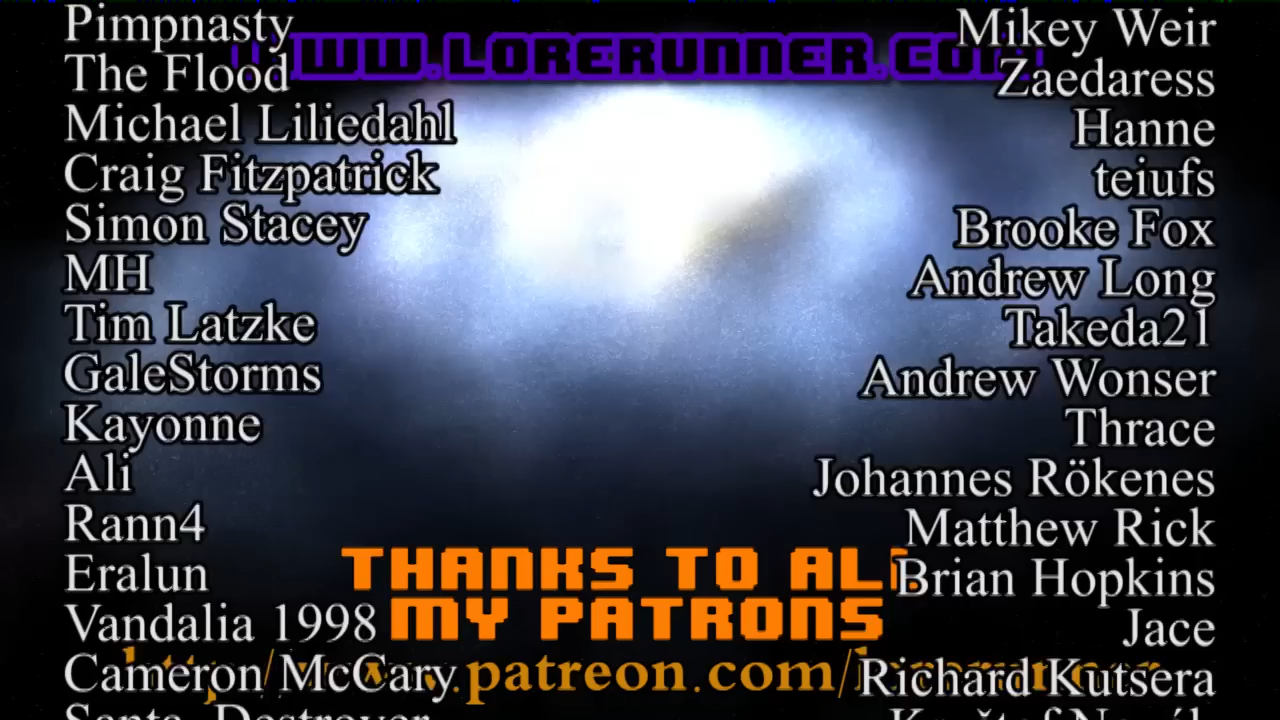 Pimpnasty
The Flood
Michael Liliedahl
Craig Fitzpatrick
Simon Stacey
MH
Tim Latzke
GaleStorms
Kayonne
Ali
Rann4
Eralun
Vandalia 1998
Cameron McCary
WWW.LORERUNNER.COM
THANKS TO ALL
MY PATRONS
Mikey Weir
Zaedaress
Hanne
teiufs
Brooke Fox
Andrew Long
Takeda21
Andrew Wonser
Thrace
Johannes Rökenes
Matthew Rick
Brian Hopkins
Jace
Richard Kutsera